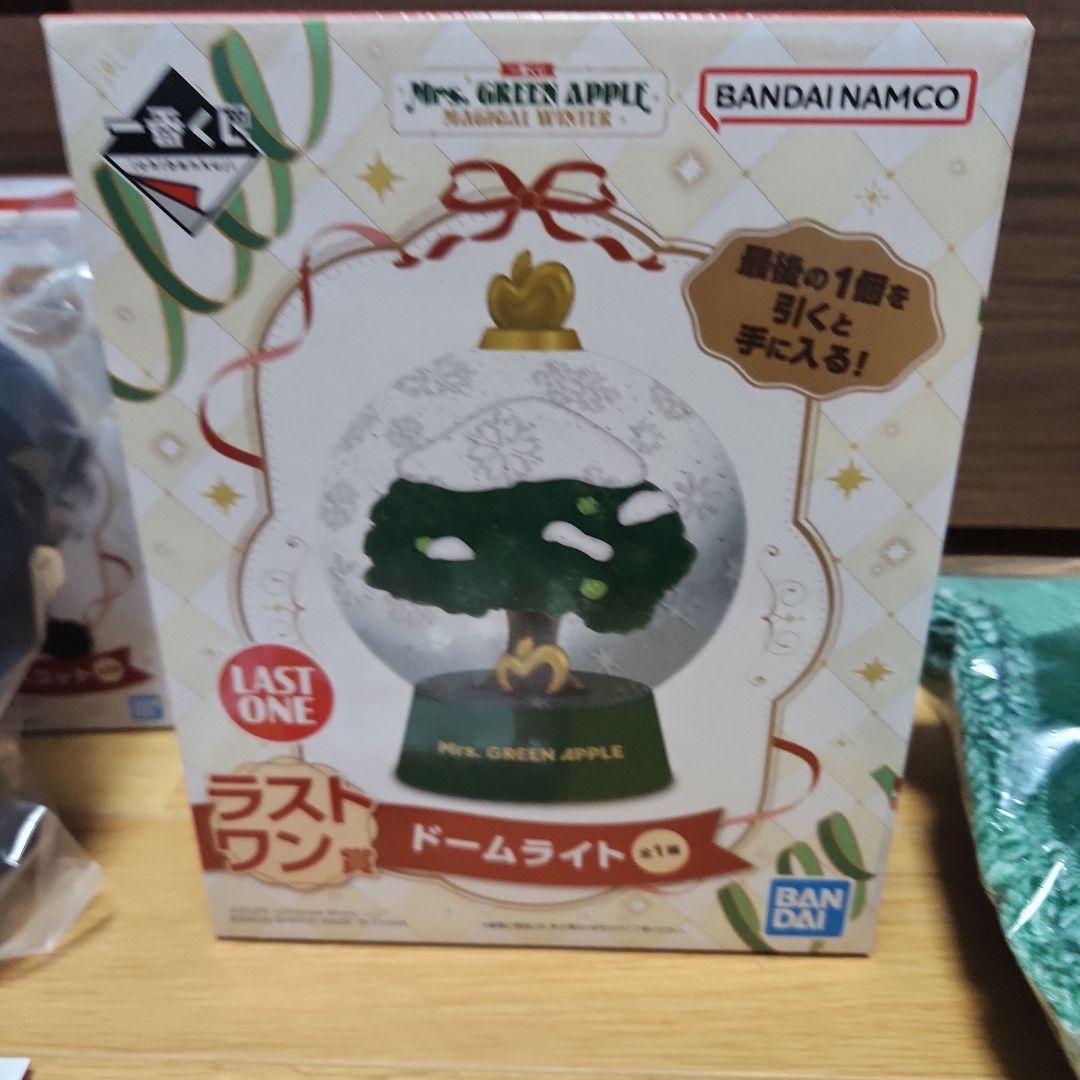 一番くじ
Mrs. GREEN APPLE
MAGICAL WINTER
BANDAI NAMCO
最後の1個を
引くと
手に入る!
Mrs. GREEN APPLE
LAST
ONE
ラスト
ワン賞
ドームライト
全1種
BAN
DAI